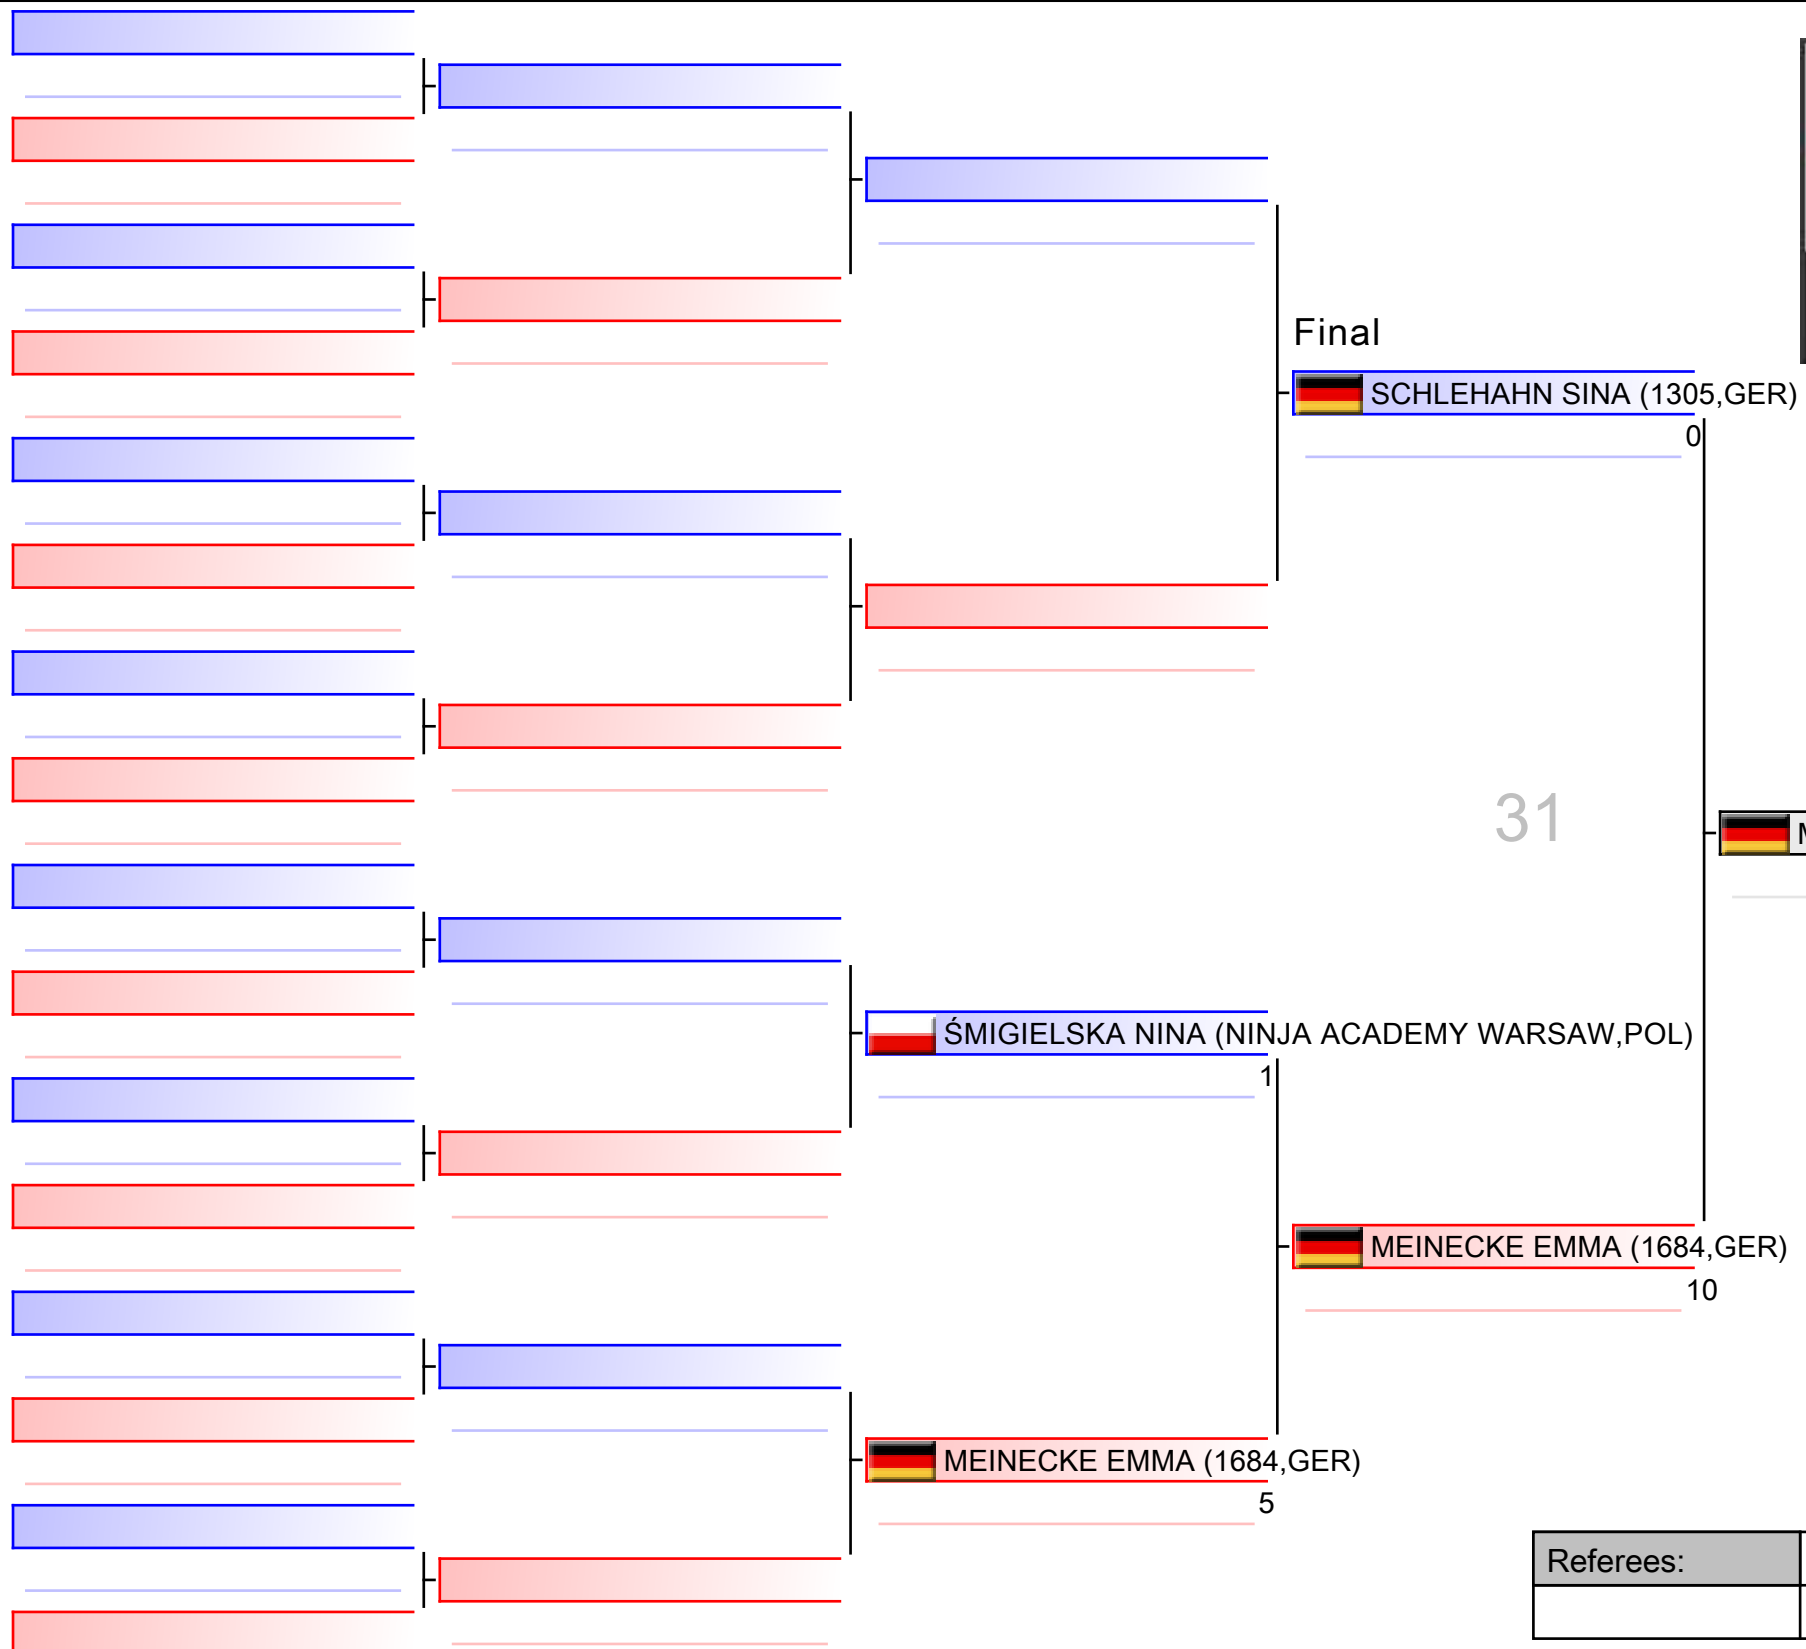 Final
SCHLEHAHN SINA (1305,GER)
0
31
ŚMIGIELSKA NINA (NINJA ACADEMY WARSAW,POL)
1
MEINECKE EMMA (1684,GER)
10
MEINECKE EMMA (1684,GER)
5
Referees: